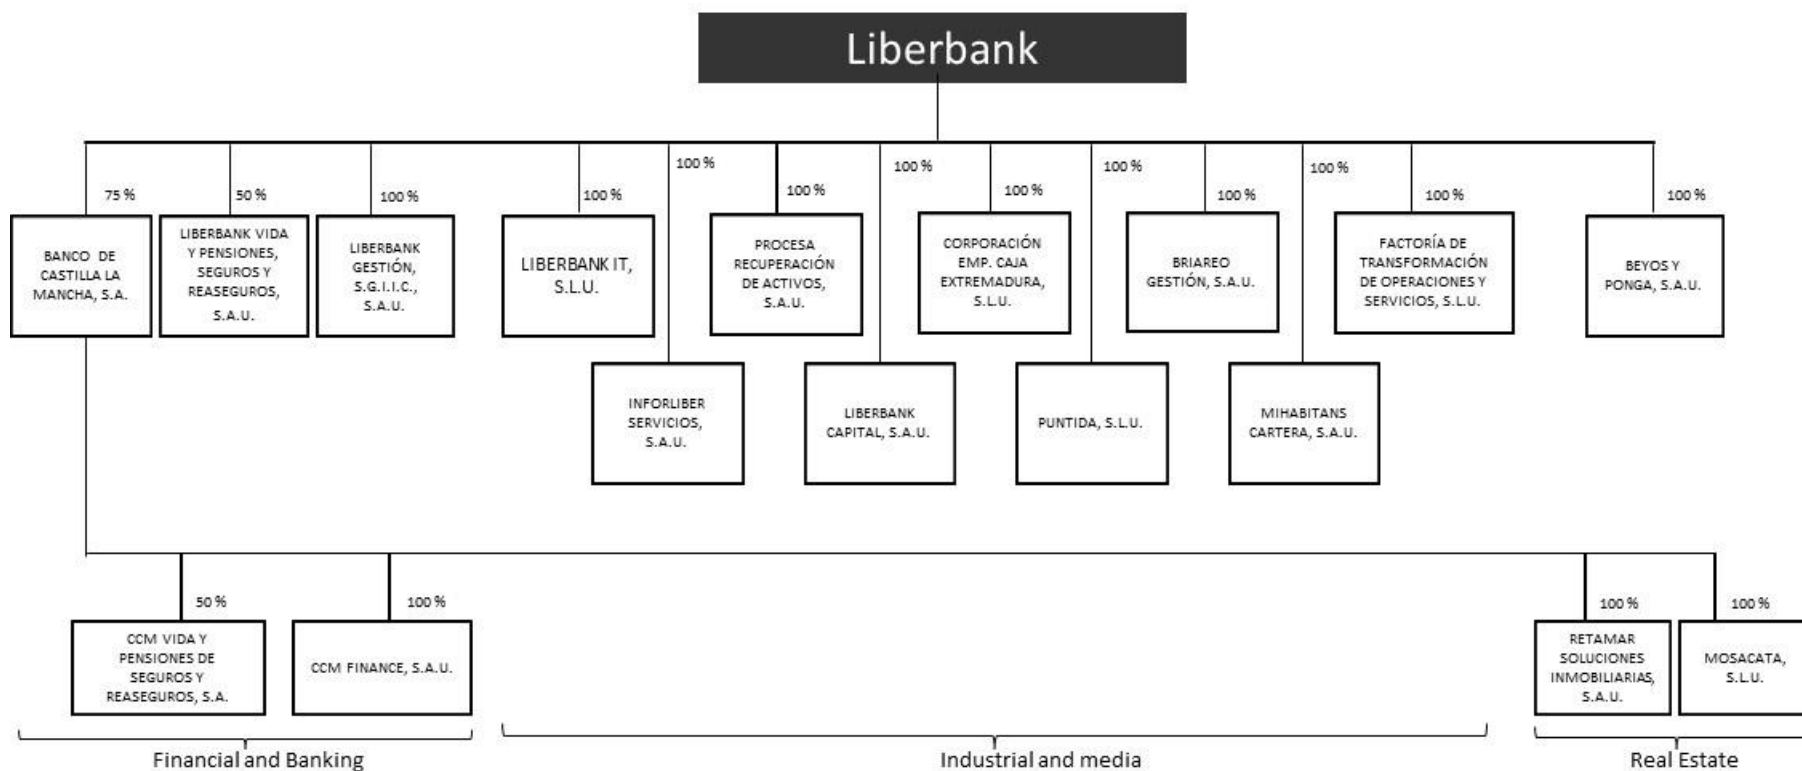 Liberbank
75 %
50 %
100 %
100 %
100 %
100 %
100 %
100 %
100 %
100 %
100 %
100 %
100 %
BANCO DE
CASTILLA LA
MANCHA, S.A.
LIBERBANK VIDA
Y PENSIONES,
SEGUROS Y
REASEGUROS,
S.A.U.
LIBERBANK
GESTIÓN,
S.G.I.I.C.,
S.A.U.
LIBERBANK IT,
S.L.U.
PROCESA
RECUPERACIÓN
DE ACTIVOS,
S.A.U.
CORPORACIÓN
EMP. CAJA
EXTREMADURA,
S.L.U.
BRIAREO
GESTIÓN, S.A.U.
FACTORÍA DE
TRANSFORMACIÓN
DE OPERACIONES Y
SERVICIOS, S.L.U.
BEYOS Y
PONGA, S.A.U.
INFORLIBER
SERVICIOS,
S.A.U.
LIBERBANK
CAPITAL, S.A.U.
PUNTIDA, S.L.U.
MIHABITANS
CARTERA, S.A.U.
50 %
100 %
100 %
100 %
CCM VIDA Y
PENSIONES DE
SEGUROS Y
REASEGUROS, S.A.
CCM FINANCE, S.A.U.
RETAMAR
SOLUCIONES
INMOBILIARIAS,
S.A.U.
MOSACATA,
S.L.U.
Financial and Banking
Industrial and media
Real Estate